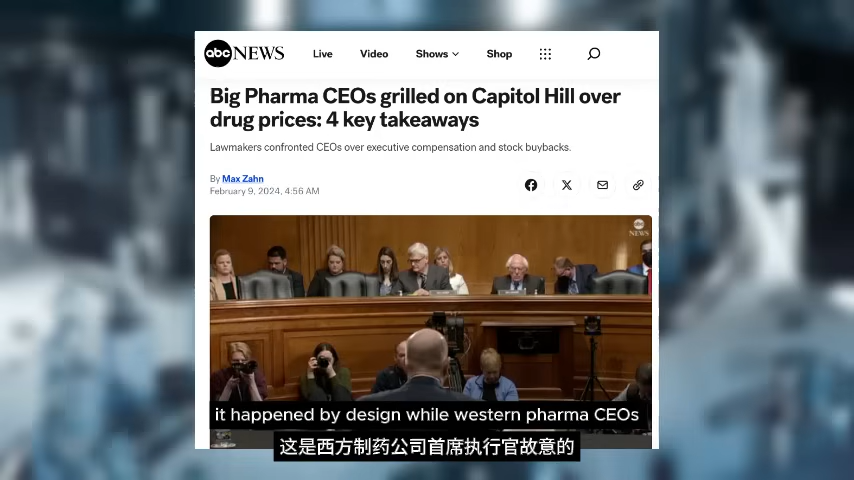 abc NEWS Live Video Shows Shop
Big Pharma CEOs grilled on Capitol Hill over
drug prices: 4 key takeaways
Lawmakers confronted CEOs over executive compensation and stock buybacks.
By Max Zahn
February 9, 2024, 4:56 AM
abc
NEWS
it happened by design while western pharma CEOs
这是西方制药公司首席执行官故意的